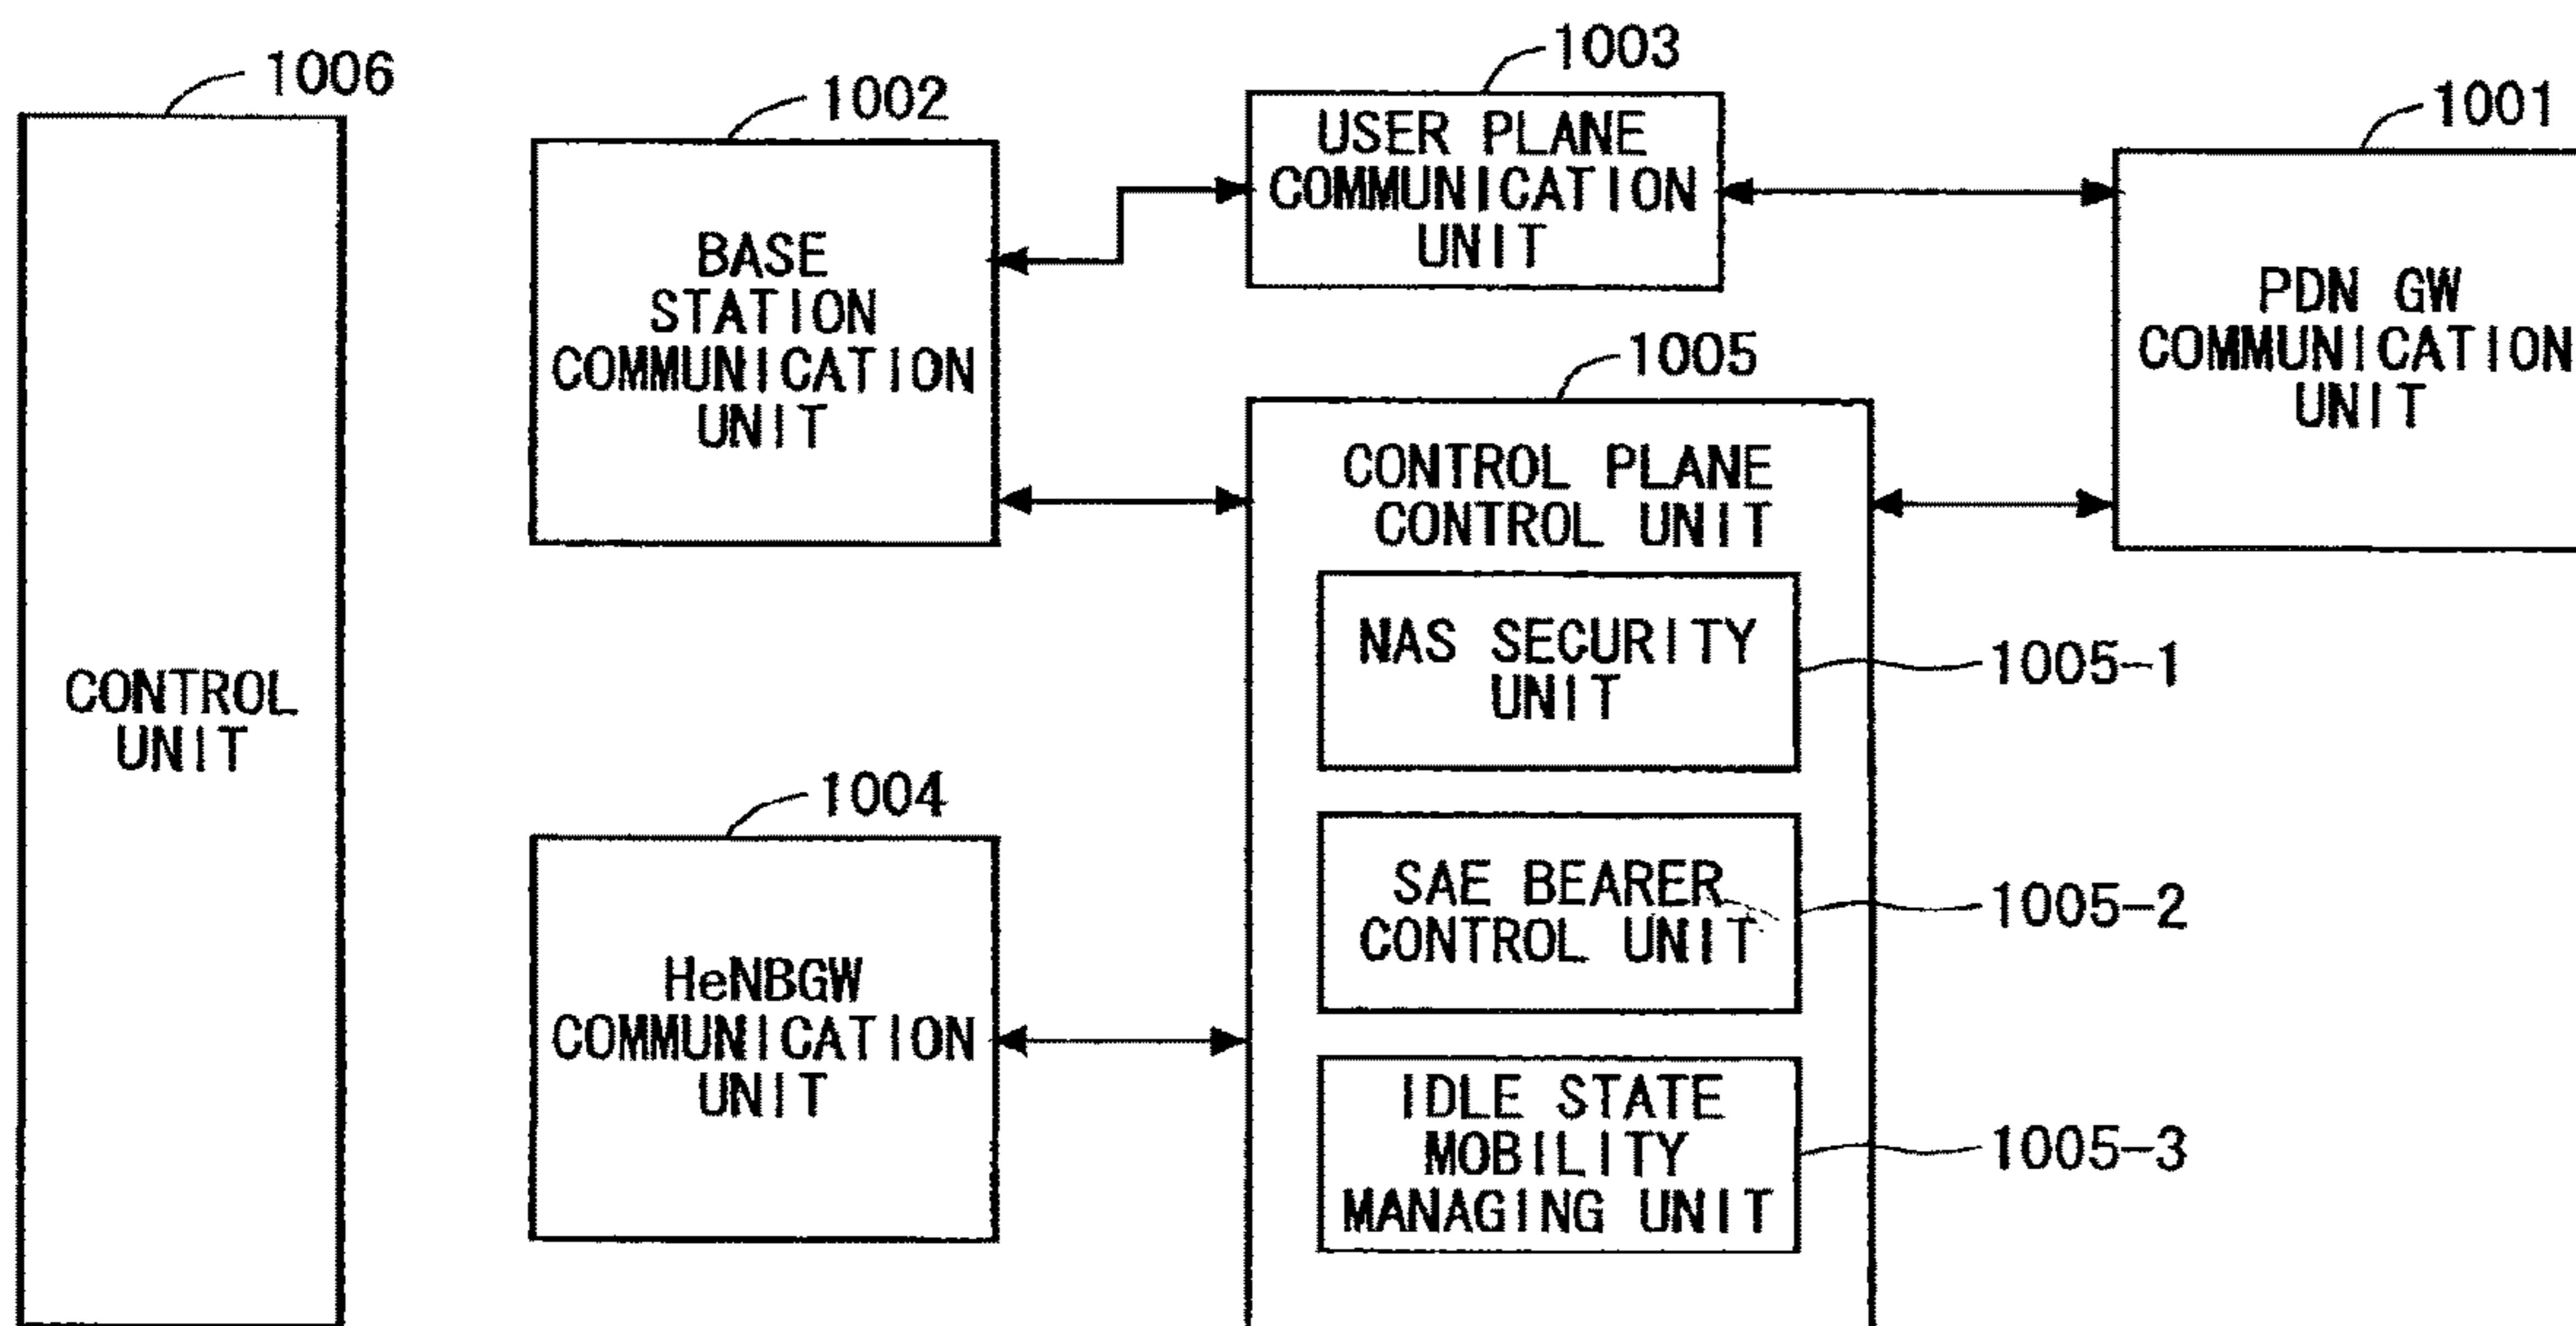 1006
CONTROL
UNIT
1002
BASE
STATION
COMMUNICATION
UNIT
1003
USER PLANE
COMMUNICATION
UNIT
1001
PDN GW
COMMUNICATION
UNIT
1005
CONTROL PLANE
CONTROL UNIT
NAS SECURITY
UNIT
1005-1
SAE BEARER
CONTROL UNIT
1005-2
IDLE STATE
MOBILITY
MANAGING UNIT
1005-3
1004
HeNBGW
COMMUNICATION
UNIT